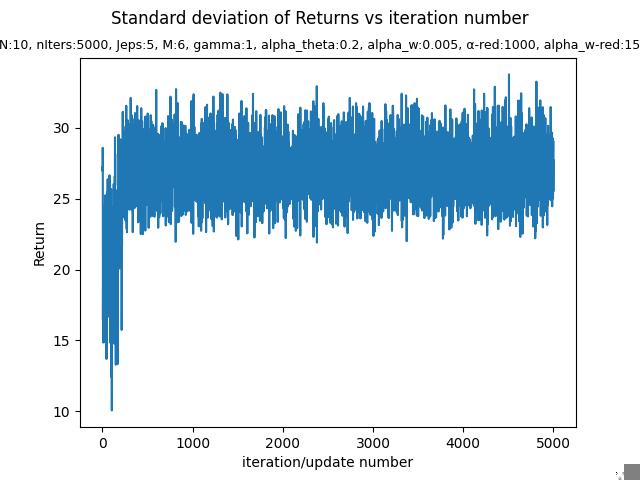 Standard deviation of Returns vs iteration number
N:10, nIters:5000, Jeps:5, M:6, gamma:1, alpha_theta:0.2, alpha_w:0.005, α-red:1000, alpha_w-red:15
30
25
20
15
10
Return
0 1000 2000 3000 4000 5000
iteration/update number